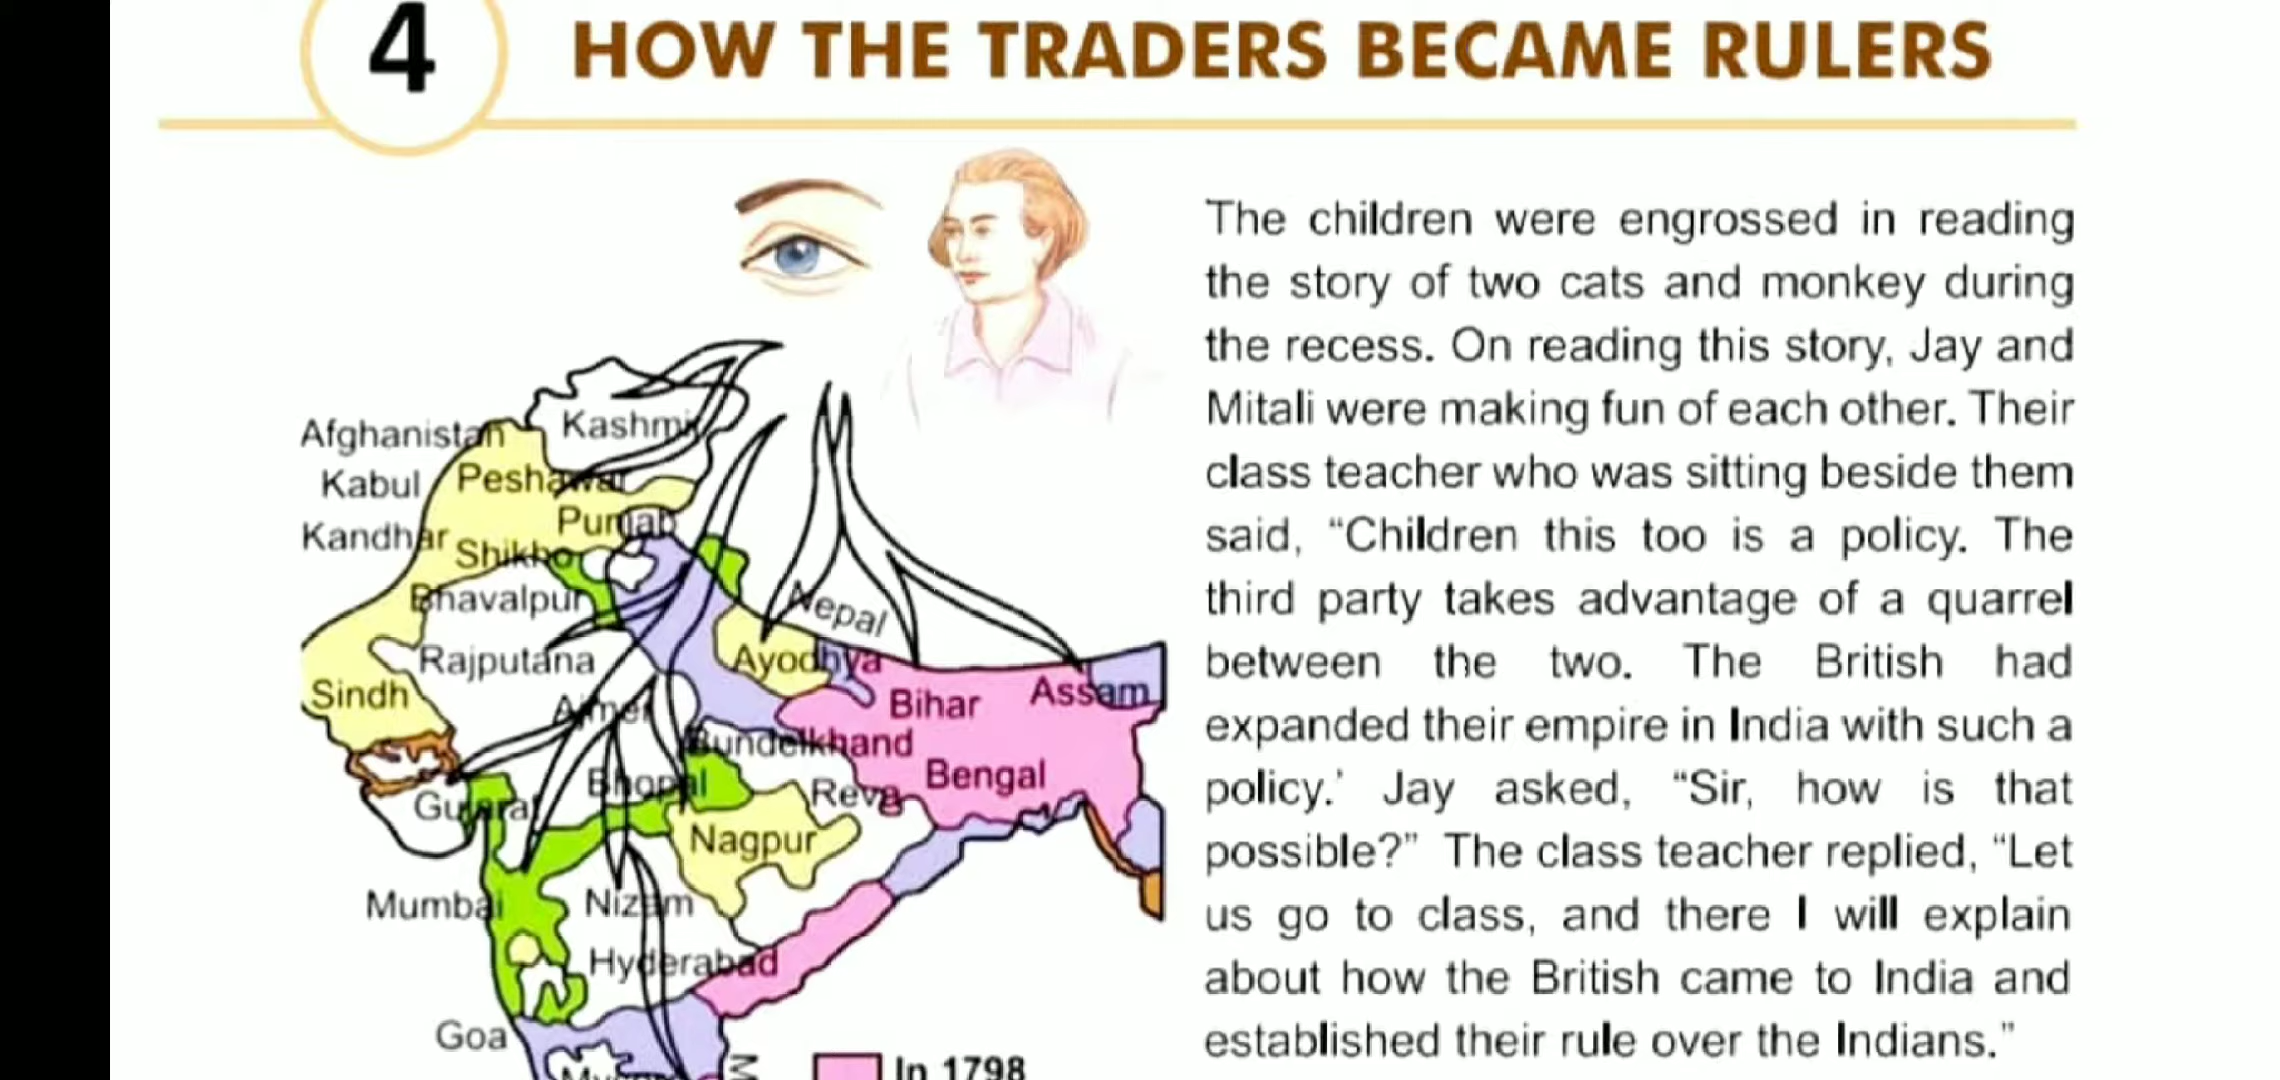 4
HOW THE TRADERS BECAME RULERS
The children were engrossed in reading
the story of two cats and monkey during
the recess. On reading this story, Jay and
Mitali were making fun of each other. Their
class teacher who was sitting beside them
said, “Children this too is a policy. The
third party takes advantage of a quarrel
between the two. The British had
expanded their empire in India with such a
policy.’ Jay asked, “Sir, how is that
possible?” The class teacher replied, “Let
us go to class, and there I will explain
about how the British came to India and
established their rule over the Indians.”
Afghanistan
Kashmir
Kabul
Peshawar
Kandhar
Punjab
Shikho
Bhavalpur
Nepal
Rajputana
Ayodhya
Sindh
Ajmer
Bihar
Assam
Bundelkhand
Bhopal
Bengal
Gujarat
Reva
Nagpur
Mumbai
Nizam
Hyderabad
Goa
In 1798